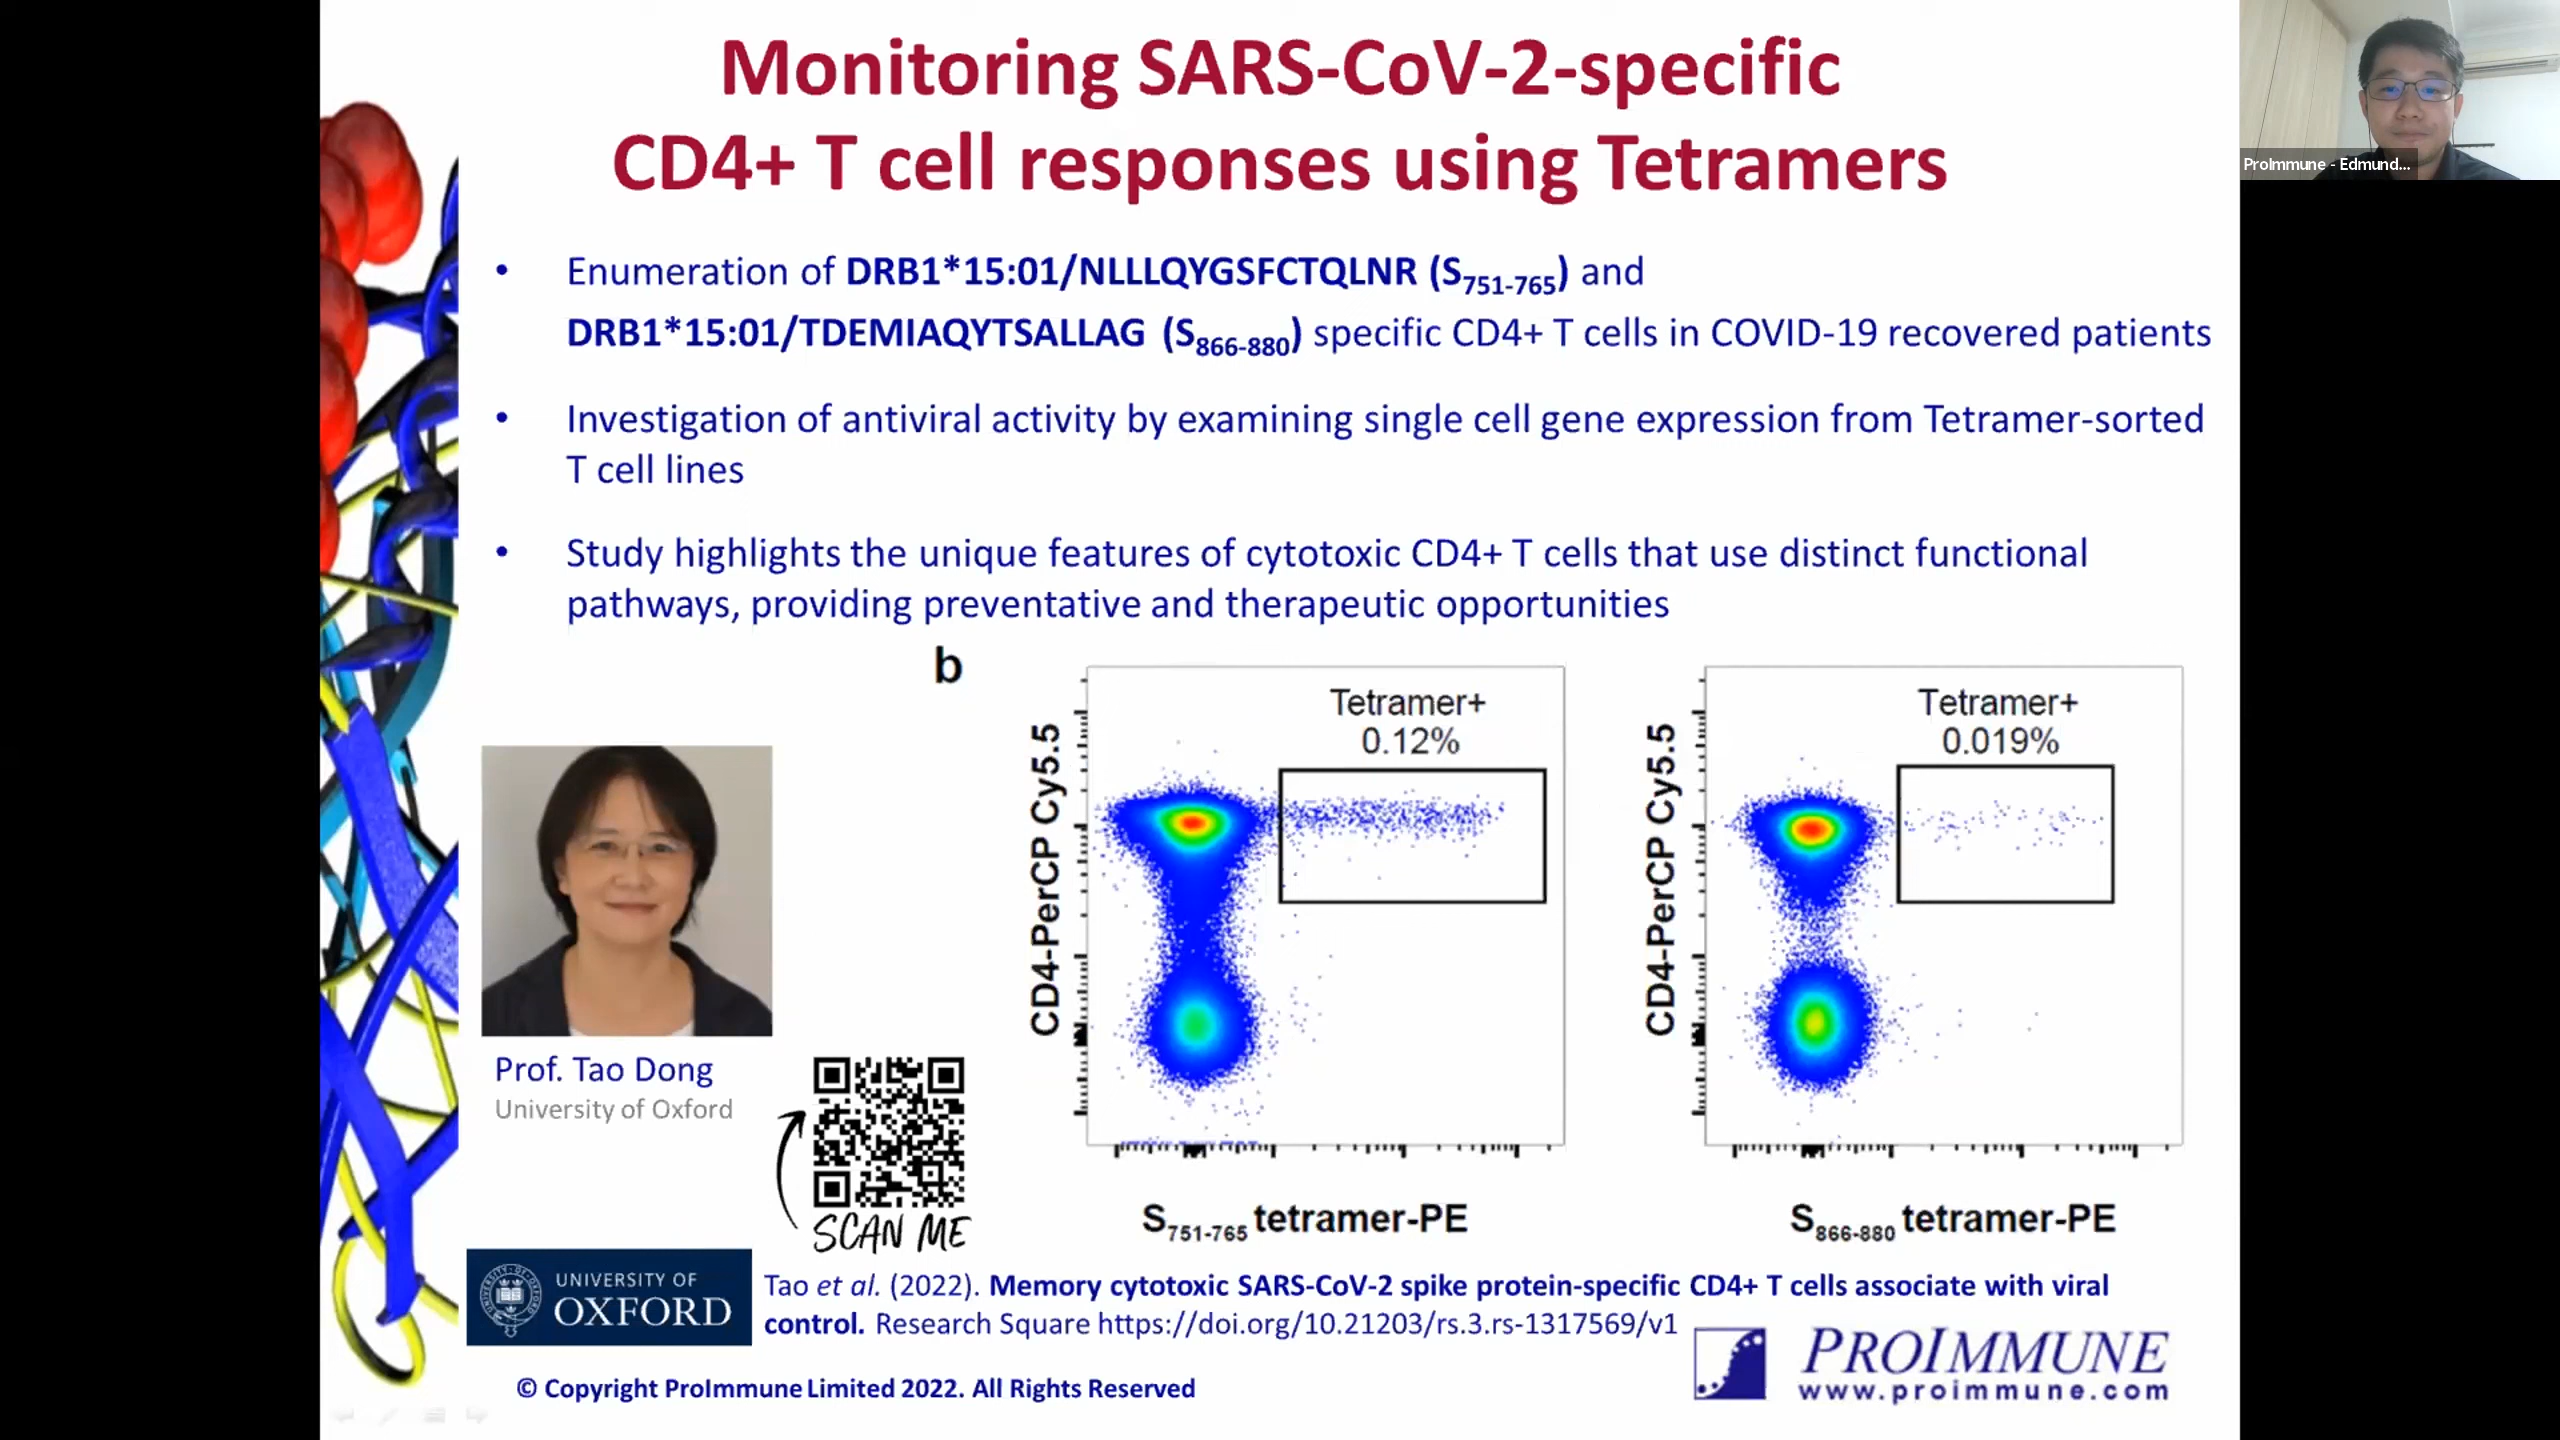 Monitoring SARS-CoV-2-specific
CD4+ T cell responses using Tetramers
ProImmune - Edmund...
• Enumeration of DRB1*15:01/NLLLQYGSFCTQLNR (S751-765) and
DRB1*15:01/TDEMIAQYTSALLAG (S866-880) specific CD4+ T cells in COVID-19 recovered patients
• Investigation of antiviral activity by examining single cell gene expression from Tetramer-sorted
T cell lines
• Study highlights the unique features of cytotoxic CD4+ T cells that use distinct functional
pathways, providing preventative and therapeutic opportunities
b
Tetramer+
0.12%
CD4-PerCP Cy5.5
S751-765 tetramer-PE
Tetramer+
0.019%
CD4-PerCP Cy5.5
S866-880 tetramer-PE
Prof. Tao Dong
University of Oxford
SCAN ME
UNIVERSITY OF
OXFORD
Tao et al. (2022). Memory cytotoxic SARS-CoV-2 spike protein-specific CD4+ T cells associate with viral
control. Research Square https://doi.org/10.21203/rs.3.rs-1317569/v1
PROIMMUNE
www.proimmune.com
© Copyright ProImmune Limited 2022. All Rights Reserved